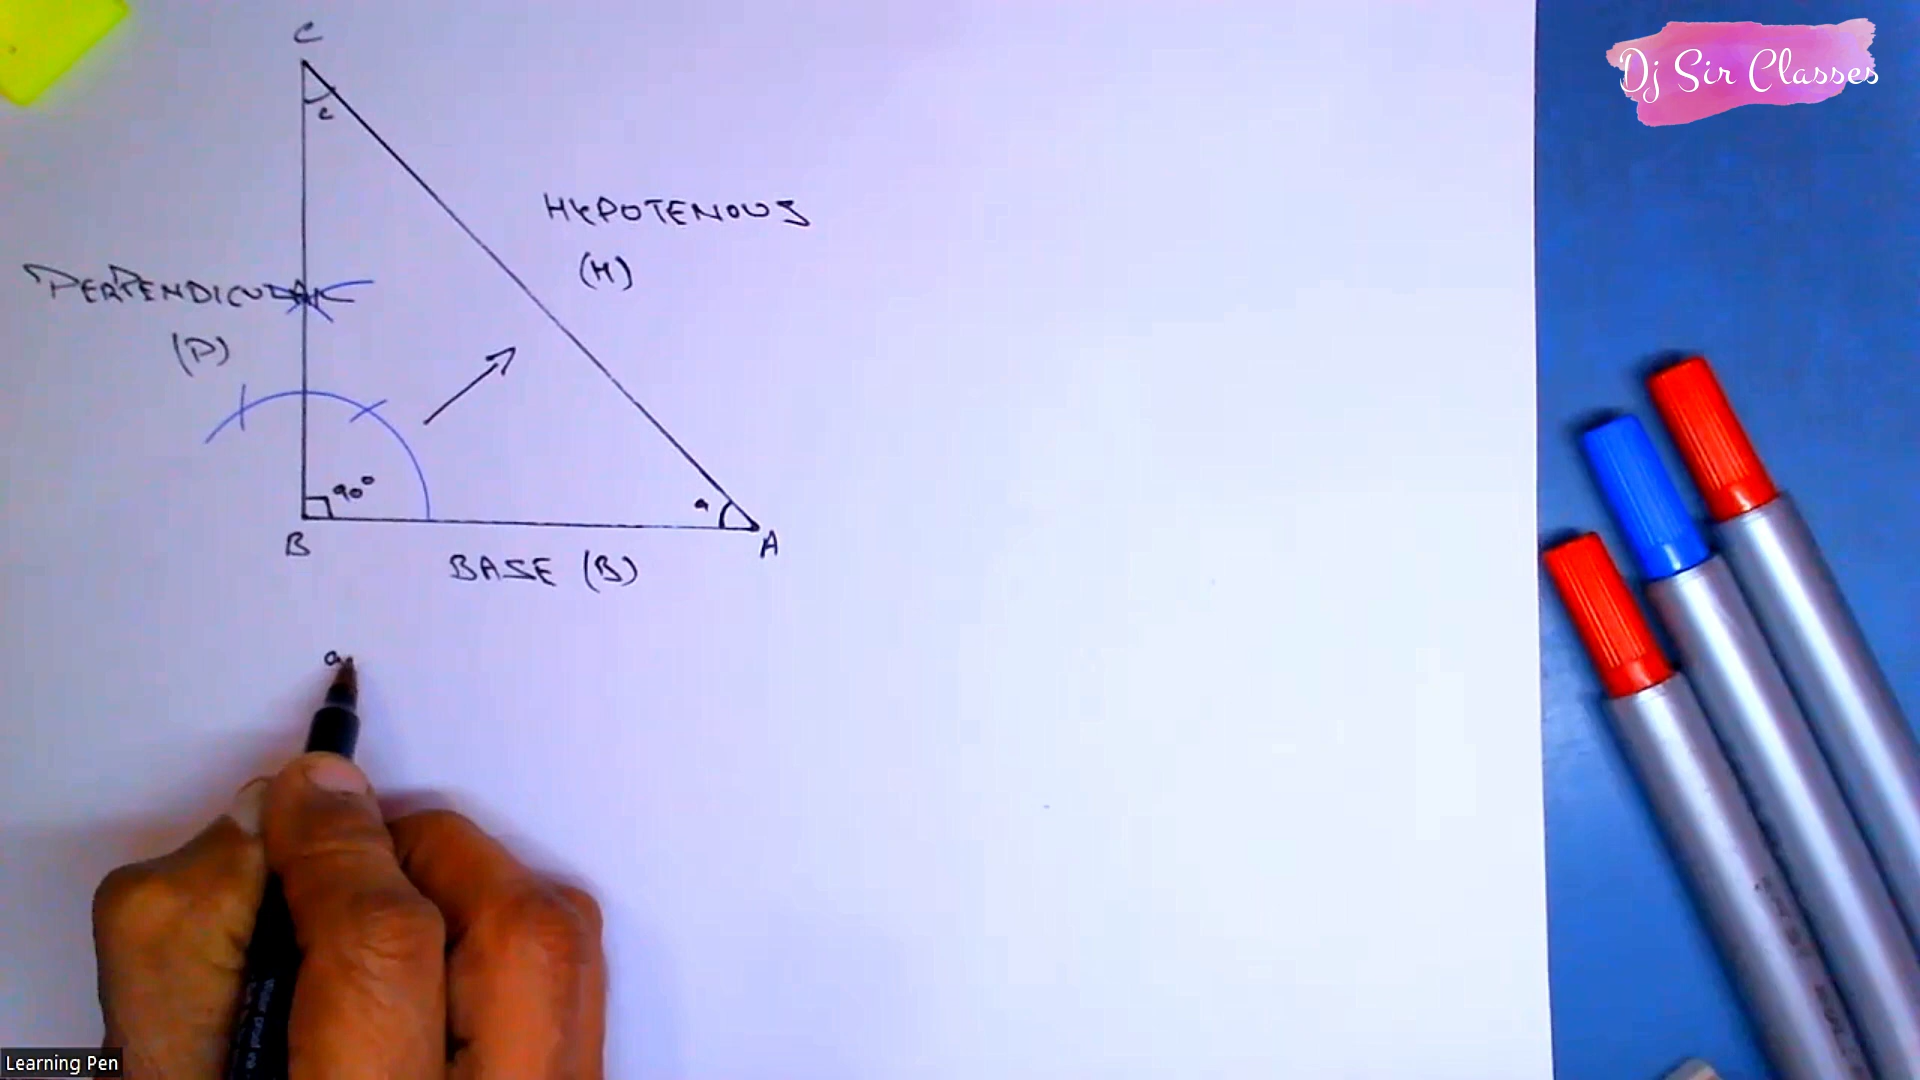 C
c
HYPOTENOUS
(H)
PERPENDICULAR
(P)
90°
a
B
A
BASE (B)
a
Dj Sir Classes
Learning Pen